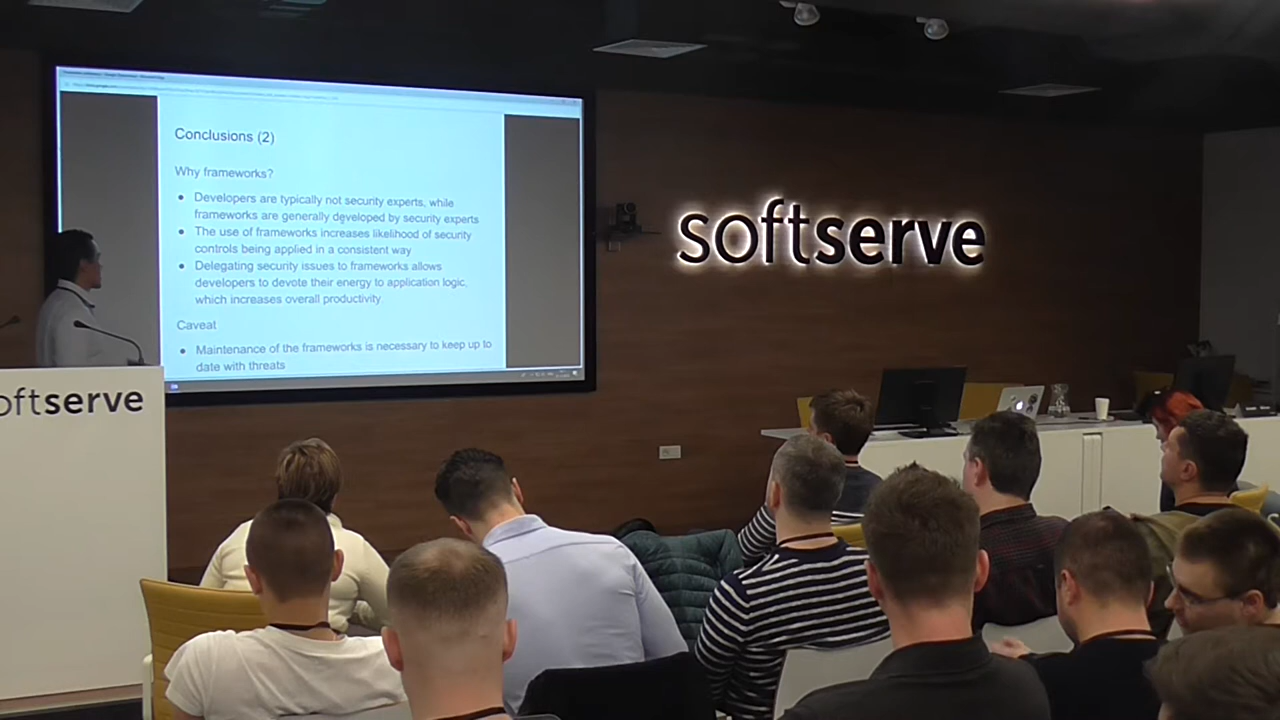 Conclusions (2)
Why frameworks?
• Developers are typically not security experts, while
frameworks are generally developed by security experts
• The use of frameworks increases likelihood of security
controls being applied in a consistent way
• Delegating security issues to frameworks allows
developers to devote their energy to application logic,
which increases overall productivity
Caveat
• Maintenance of the frameworks is necessary to keep up to
date with threats
softserve
oftserve